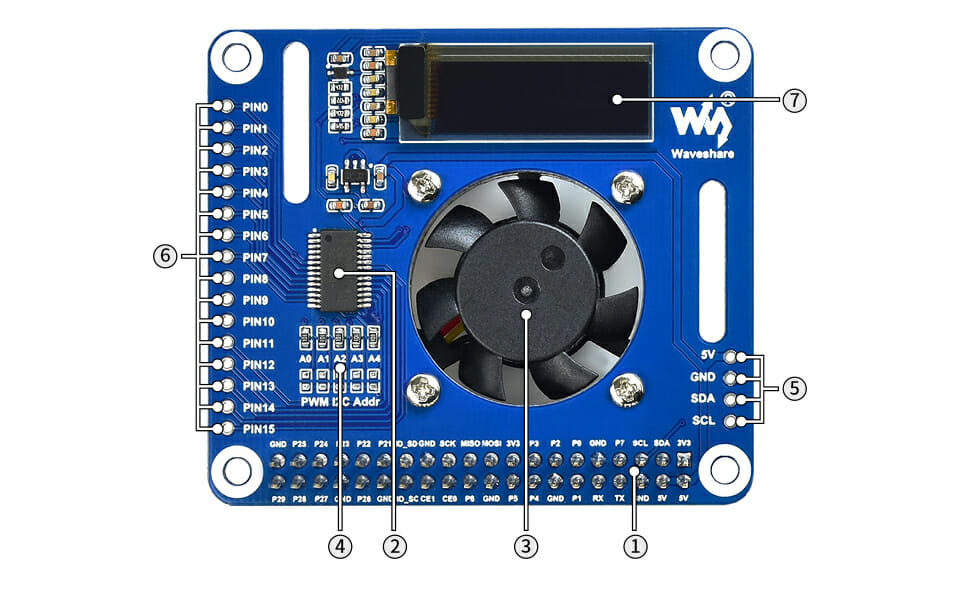 ⑦
®
Waveshare
PIN0
PIN1
PIN2
PIN3
PIN4
PIN5
PIN6
PIN7
PIN8
PIN9
PIN10
PIN11
PIN12
PIN13
PIN14
PIN15
⑥
A0 A1 A2 A3 A4
PWM I2C Addr
5V
GND
SDA
SCL
⑤
GND P25 P24 P23 P22 P21 ID_SD GND SCK MISO MOSI 3V3 P3 P2 P6 GND P7 SCL SDA 3V3
P29 P28 P27 GND P26 GND ID_SC CE1 CE0 P6 GND P5 P4 GND P1 RX TX GND 5V 5V
④ ② ③ ①